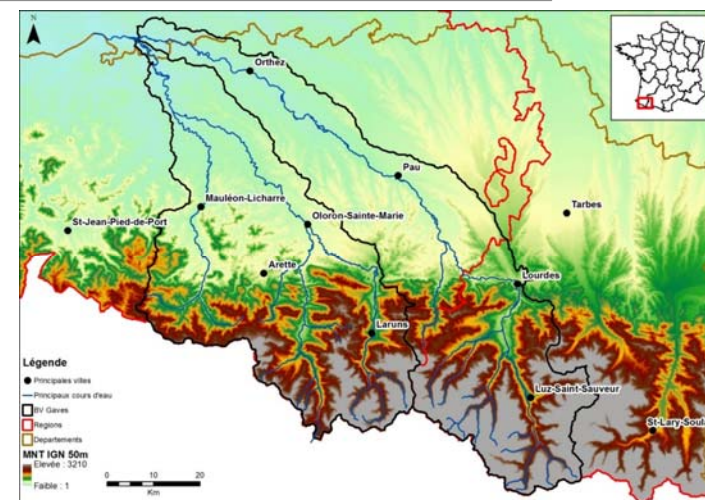 N
Orthez
Pau
Tarbes
Mauléon-Licharre
Oloron-Sainte-Marie
St-Jean-Pied-de-Port
Arette
Lourdes
Laruns
Luz-Saint-Sauveur
St-Lary-Soula
Légende
Principales villes
Principaux cours d'eau
BV Gaves
Regions
Departements
MNT IGN 50m
Elevée : 3210
Faible : 1
0 10 20
Km